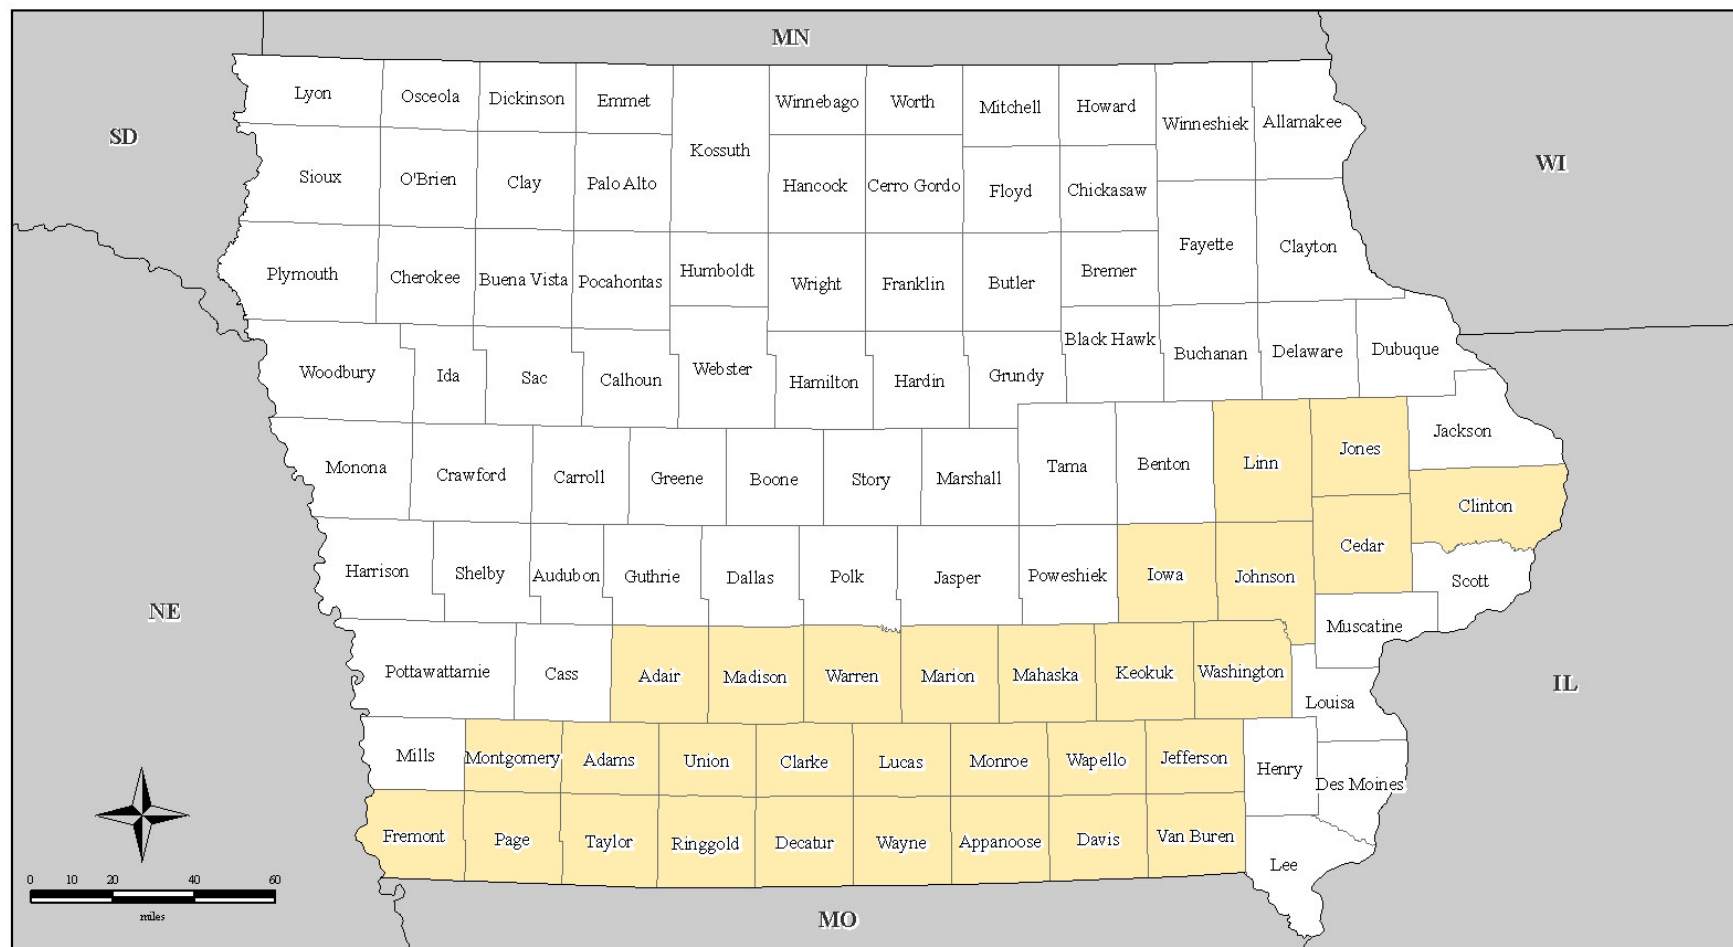 MN
SD
WI
NE
IL
MO
Lyon
Osceola
Dickinson
Emmet
Kossuth
Winnebago
Worth
Mitchell
Howard
Winneshiek
Allamakee
Sioux
O'Brien
Clay
Palo Alto
Hancock
Cerro Gordo
Floyd
Chickasaw
Fayette
Clayton
Plymouth
Cherokee
Buena Vista
Pocahontas
Humboldt
Wright
Franklin
Butler
Bremer
Black Hawk
Woodbury
Ida
Sac
Calhoun
Webster
Hamilton
Hardin
Grundy
Buchanan
Delaware
Dubuque
Monona
Crawford
Carroll
Greene
Boone
Story
Marshall
Tama
Benton
Linn
Jones
Jackson
Clinton
Cedar
Harrison
Shelby
Audubon
Guthrie
Dallas
Polk
Jasper
Poweshiek
Iowa
Johnson
Scott
Muscatine
Pottawattamie
Cass
Adair
Madison
Warren
Marion
Mahaska
Keokuk
Washington
Louisa
Mills
Montgomery
Adams
Union
Clarke
Lucas
Monroe
Wapello
Jefferson
Henry
Des Moines
Fremont
Page
Taylor
Ringgold
Decatur
Wayne
Appanoose
Davis
Van Buren
Lee
0 10 20 40 60
miles